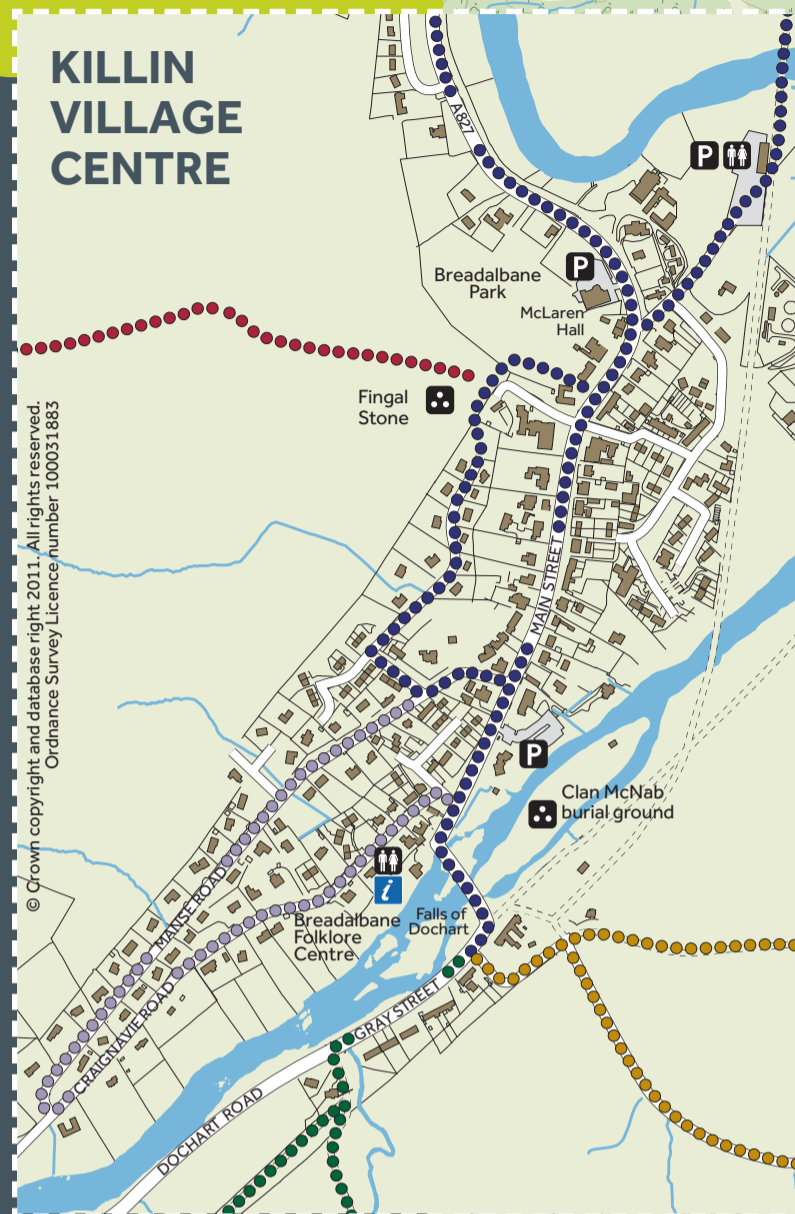 KILLIN
VILLAGE
CENTRE
A827
P
Breadalbane
Park
P
McLaren
Hall
Fingal
Stone
© Crown copyright and database right 2011. All rights reserved.
Ordnance Survey Licence number 100031883
MAIN STREET
P
Clan McNab
burial ground
i
Breadalbane
Folklore
Centre
Falls of
Dochart
MANSE ROAD
CRAIGNAVIE ROAD
GRAY STREET
DOCHART ROAD